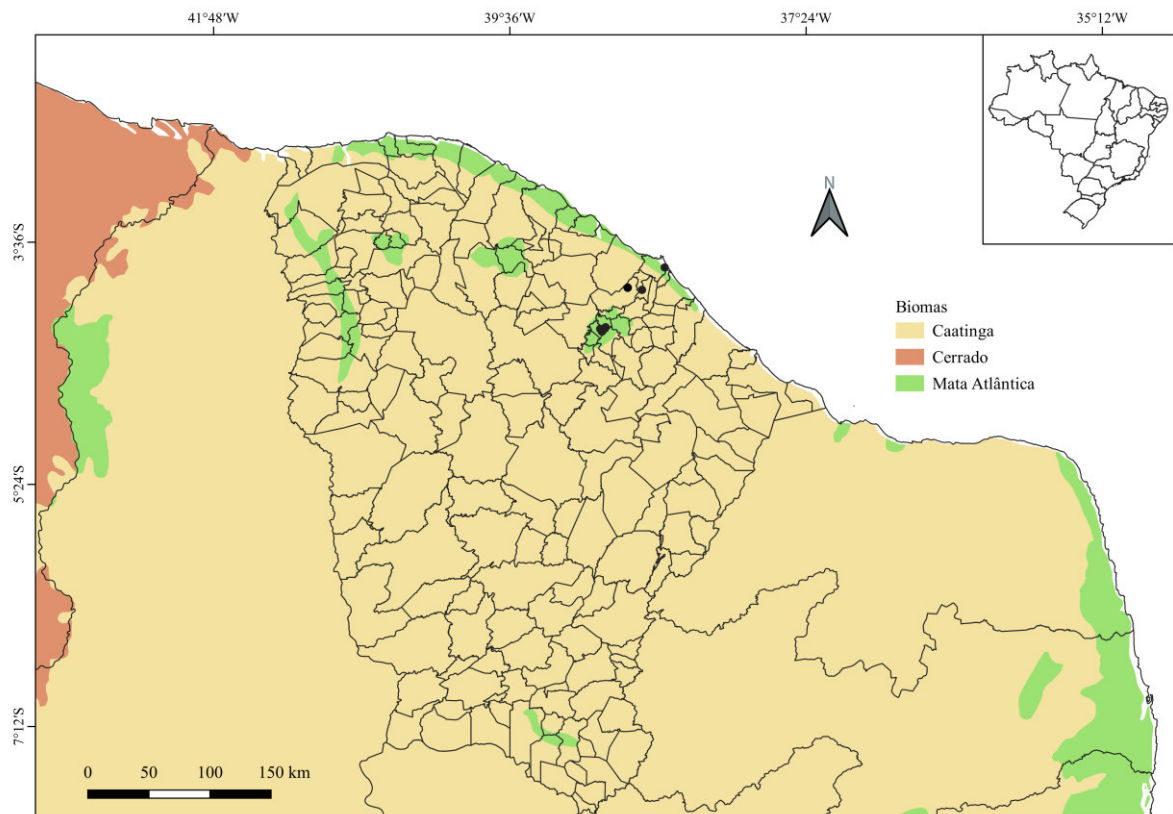 41°48'W
39°36'W
37°24'W
35°12'W
3°36'S
5°24'S
7°12'S
N
Biomas
Caatinga
Cerrado
Mata Atlântica
0 50 100 150 km